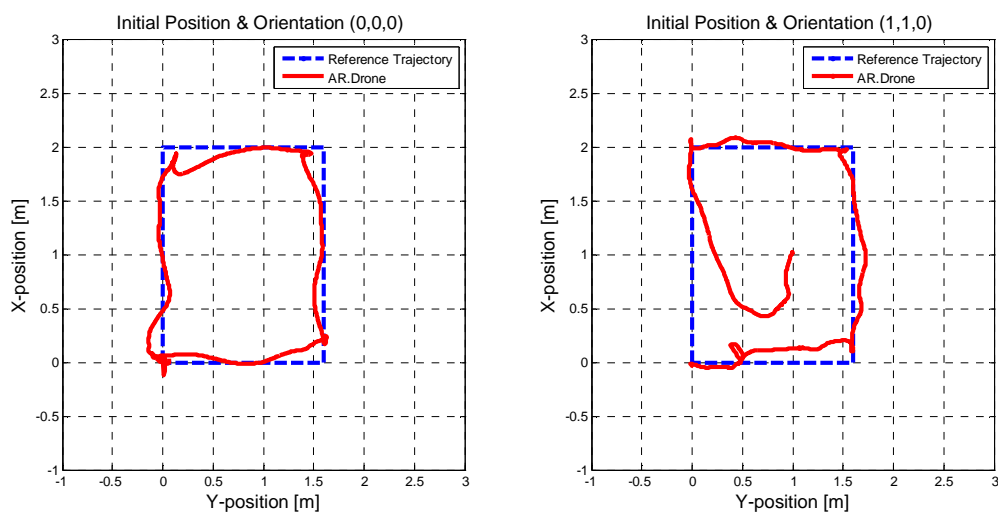 Initial Position & Orientation (0,0,0)
3
2.5
2
1.5
1
0.5
0
-0.5
-1
-1 -0.5 0 0.5 1 1.5 2 2.5 3
X-position [m]
Y-position [m]
Reference Trajectory
AR.Drone
Initial Position & Orientation (1,1,0)
3
2.5
2
1.5
1
0.5
0
-0.5
-1
-1 -0.5 0 0.5 1 1.5 2 2.5 3
X-position [m]
Y-position [m]
Reference Trajectory
AR.Drone